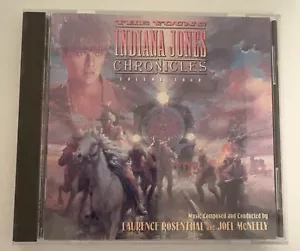 THE YOUNG
INDIANA JONES
CHRONICLES
VOLUME FOUR
Music Composed and Conducted by
LAURENCE ROSENTHAL and JOEL McNEELY